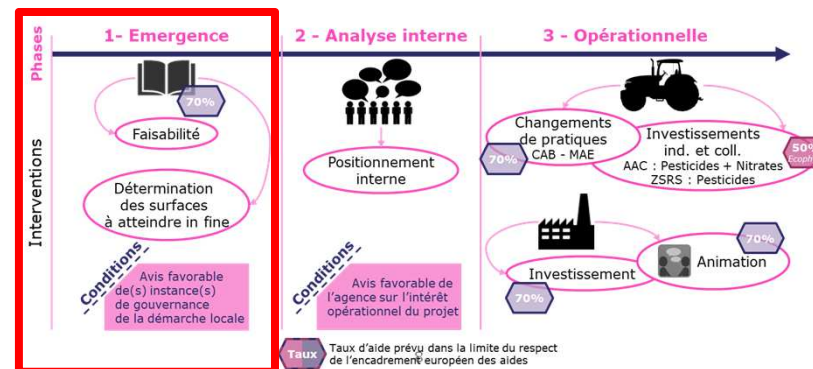 Phases
1- Emergence
2 - Analyse interne
3 - Opérationnelle
Interventions
70%
Faisabilité
Détermination
des surfaces
à atteindre in fine
Conditions
Avis favorable
de(s) instance(s)
de gouvernance
de la démarche locale
Positionnement
interne
Conditions
Avis favorable de
l'agence sur l'intérêt
opérationnel du projet
Changements
de pratiques
CAB - MAE
70%
Investissements
ind. et coll.
AAC : Pesticides + Nitrates
ZSRS : Pesticides
50%
Investissement
70%
Animation
70%
Taux
Taux d'aide prévu dans la limite du respect
de l'encadrement européen des aides